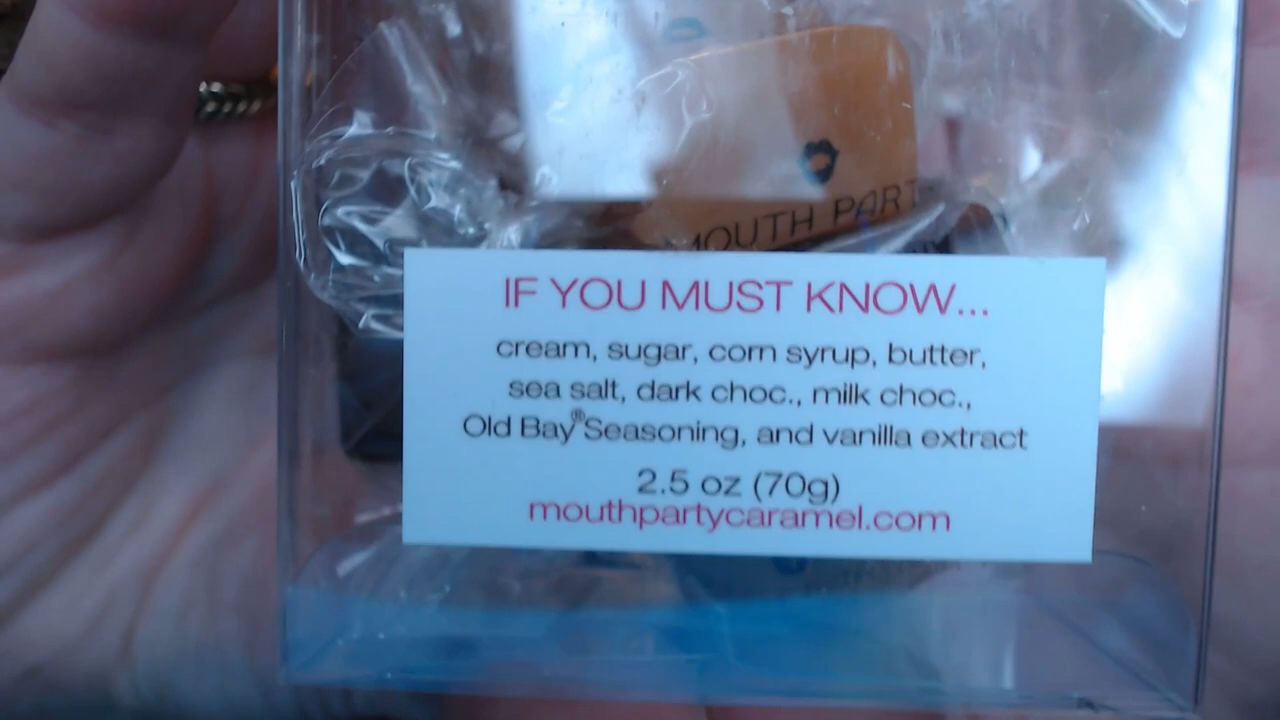 MOUTH PART
IF YOU MUST KNOW...
cream, sugar, corn syrup, butter,
sea salt, dark choc., milk choc.,
Old Bay® Seasoning, and vanilla extract
2.5 oz (70g)
mouthpartycaramel.com